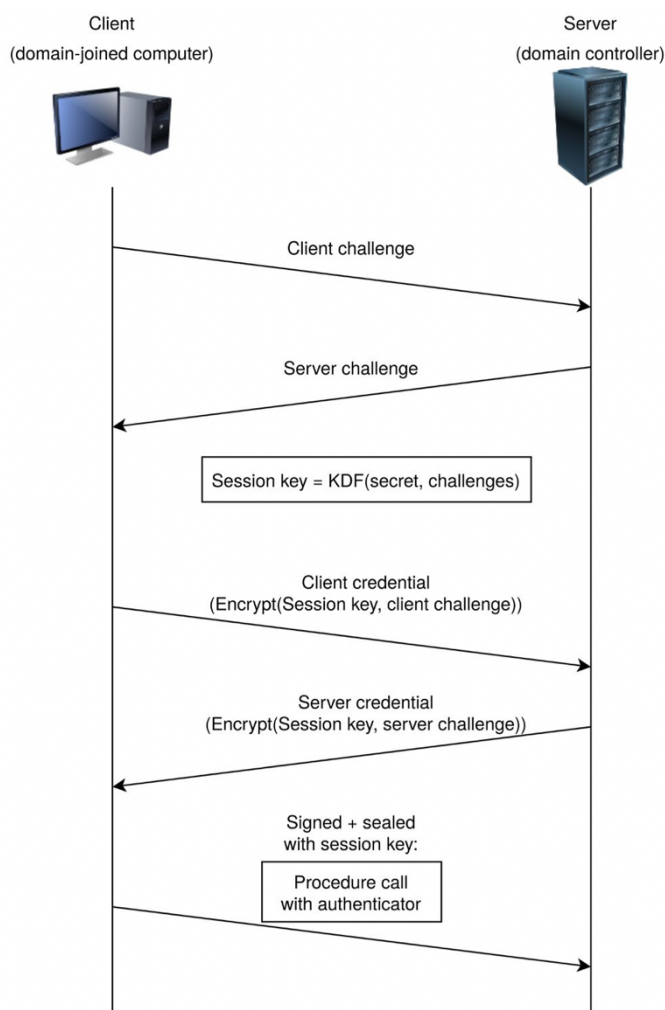 Client
(domain-joined computer)
Server
(domain controller)
Client challenge
Server challenge
Session key = KDF(secret, challenges)
Client credential
(Encrypt(Session key, client challenge))
Server credential
(Encrypt(Session key, server challenge))
Signed + sealed
with session key:
Procedure call
with authenticator